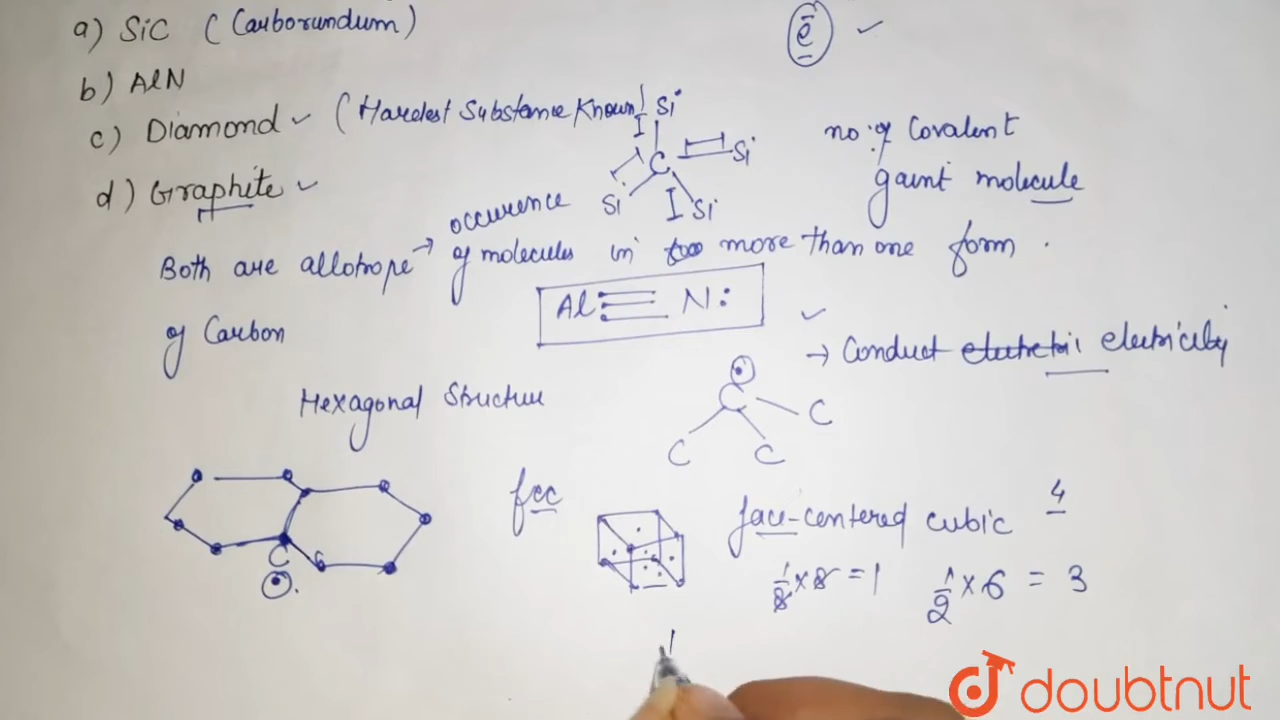 a) SiC (Carborundum)
ē
b) AlN
c) Diamond (Hardest Substance Known)
d) Graphite
Si
C Si
Si Si
no. of Covalent
gaint molecule
occurence
Both are allotrope → of molecules in more than one form.
of Carbon
Al N:
→ Conduct electricity
Hexagonal Structure
C
C C C
C
fcc
face-centered cubic 4
1/8 × 8 = 1 1/2 × 6 = 3
doubtnut